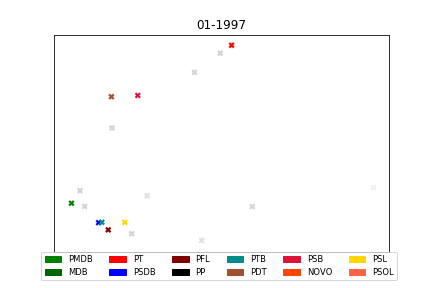 01-1997
PMDB PT PFL PTB PSB PSL
MDB PSDB PP PDT NOVO PSOL